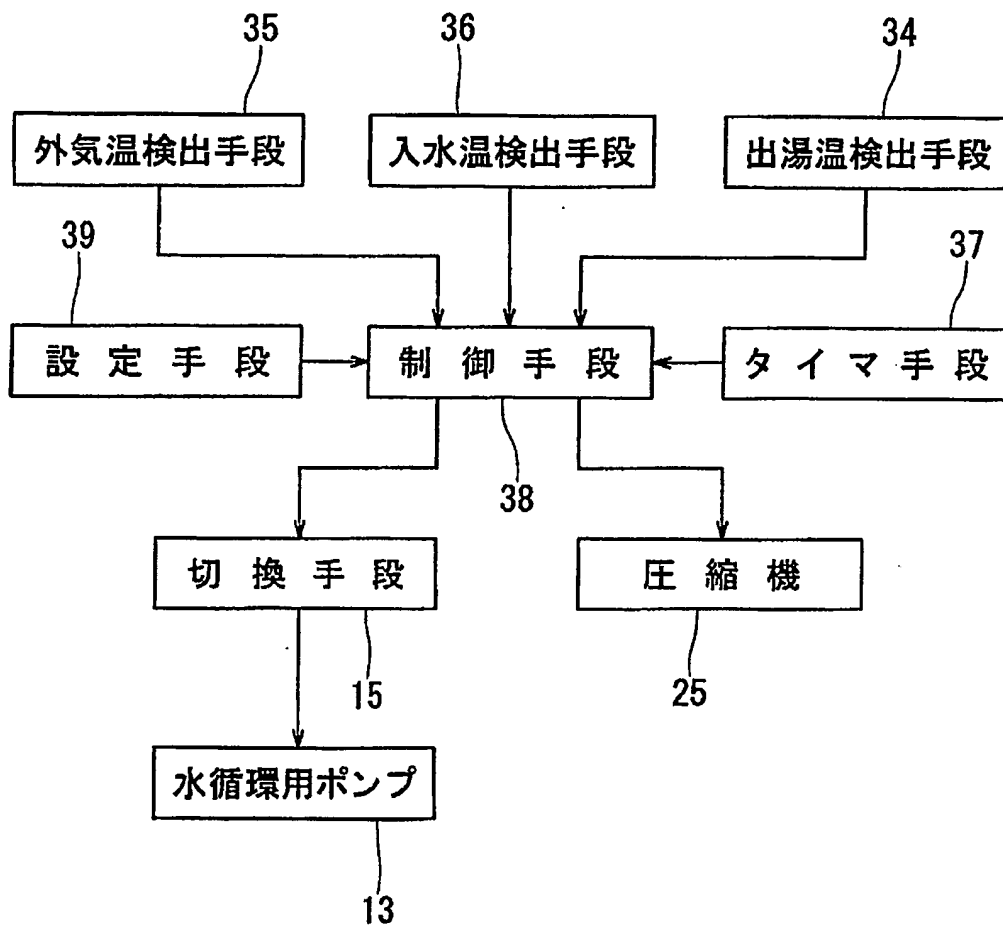 35
36
34
外気温検出手段
入水温検出手段
出湯温検出手段
39
37
設定手段
制御手段
タイマ手段
38
切換手段
圧縮機
15
25
水循環用ポンプ
13